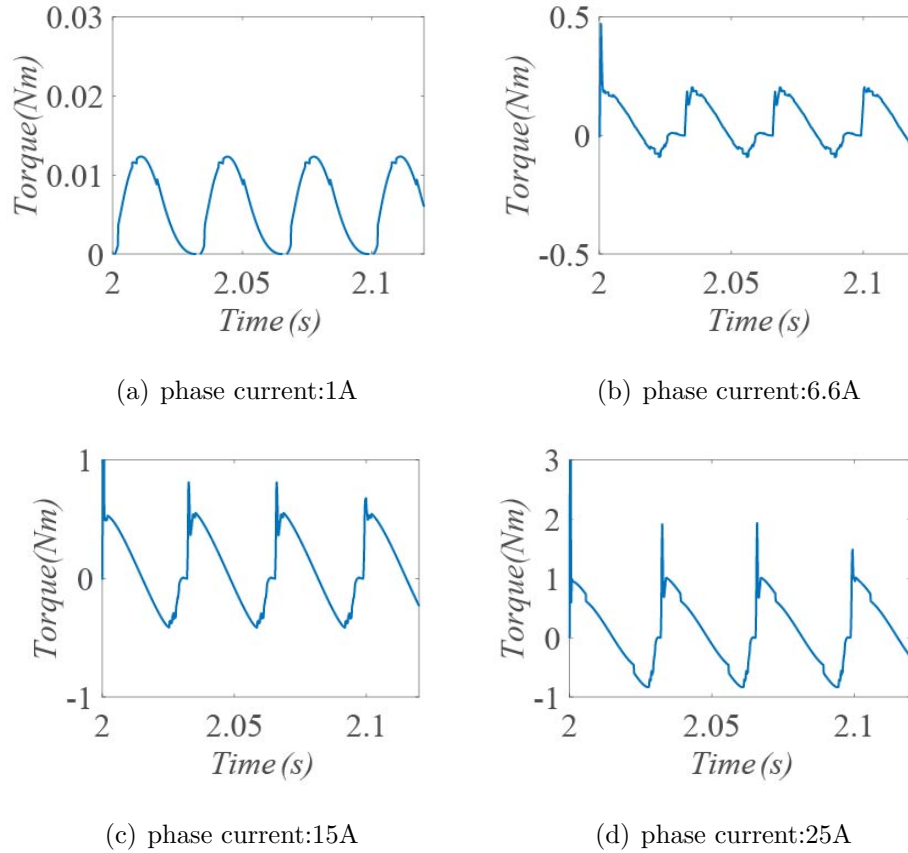 0.03
0.02
0.01
0
Torque(Nm)
2
2.05
2.1
Time (s)
(a) phase current:1A
0.5
0
-0.5
Torque(Nm)
2
2.05
2.1
Time (s)
(b) phase current:6.6A
1
0
-1
Torque(Nm)
2
2.05
2.1
Time (s)
(c) phase current:15A
3
2
1
0
-1
Torque(Nm)
2
2.05
2.1
Time (s)
(d) phase current:25A